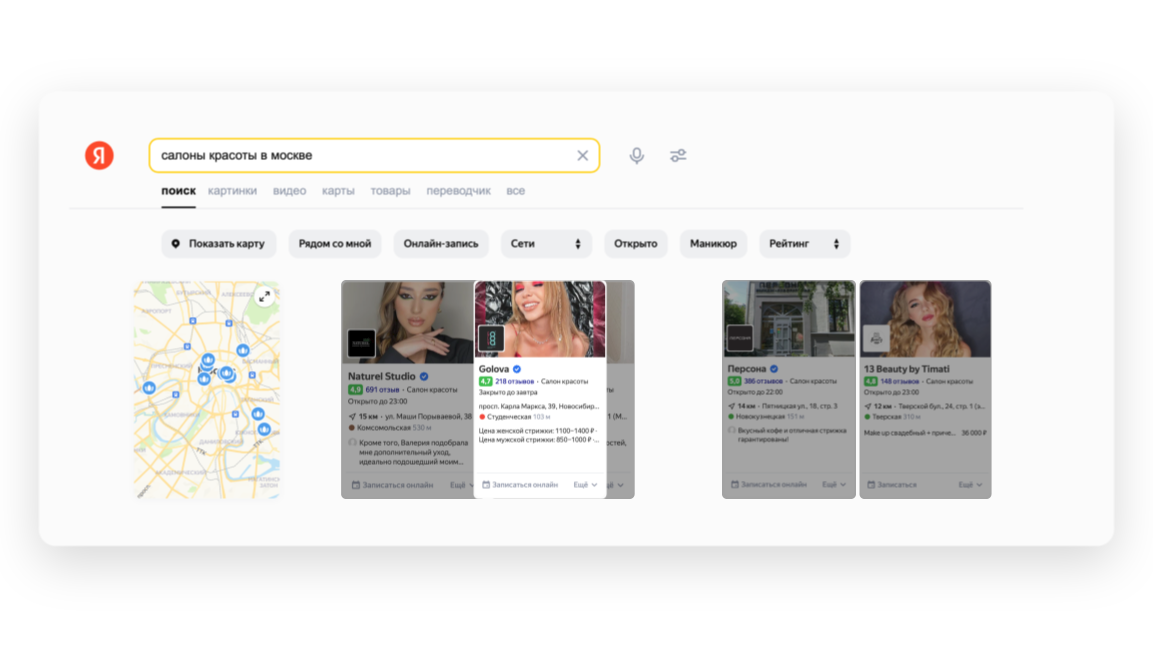 Я
салоны красоты в москве
поиск картинки видео карты товары переводчик все
Показать карту Рядом со мной Онлайн-запись Сети Открыто Маникюр Рейтинг
Naturel Studio
4,9 691 отзыв · Салон красоты
Открыто до 23:00
15 км · ул. Маши Порываевой, 38
Комсомольская 530 м
Кроме того, Валерия подобрала
мне дополнительный уход,
идеально подошедший моим...
Записаться онлайн Ещё
Golova
4,7 218 отзывов · Салон красоты
Закрыто до завтра
просп. Карла Маркса, 39, Новосибир...
Студенческая 103 м
Цена женской стрижки: 1100–1400 ₽ ·
Цена мужской стрижки: 850–1000 ₽ ·...
Записаться онлайн Ещё
1 (М...
остей,
Персона
5,0 386 отзывов · Салон красоты
Открыто до 22:00
14 км · Пятницкая ул., 18, стр. 3
Новокузнецкая 151 м
Вкусный кофе и отличная стрижка
гарантированы!
Записаться онлайн Ещё
13 Beauty by Timati
4,8 148 отзывов · Салон красоты
Открыто до 23:00
12 км · Тверской бул., 24, стр. 1 (э...
Тверская 310 м
Make up свадебный + приче... 36 000 ₽
Записаться Ещё